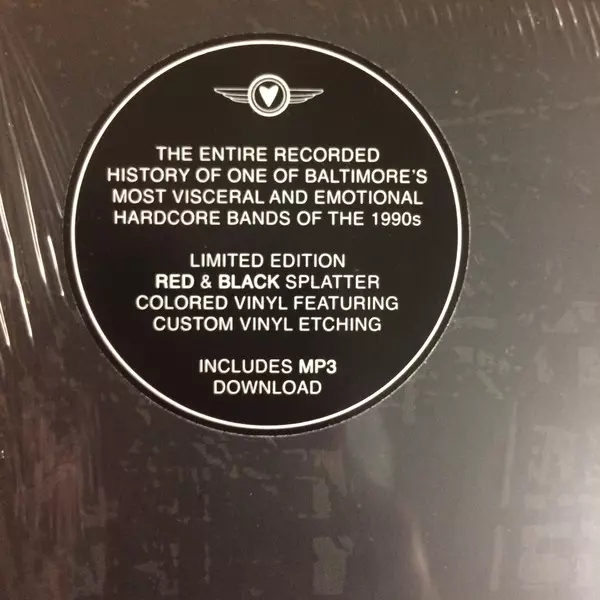 THE ENTIRE RECORDED
HISTORY OF ONE OF BALTIMORE'S
MOST VISCERAL AND EMOTIONAL
HARDCORE BANDS OF THE 1990s
LIMITED EDITION
RED & BLACK SPLATTER
COLORED VINYL FEATURING
CUSTOM VINYL ETCHING
INCLUDES MP3
DOWNLOAD